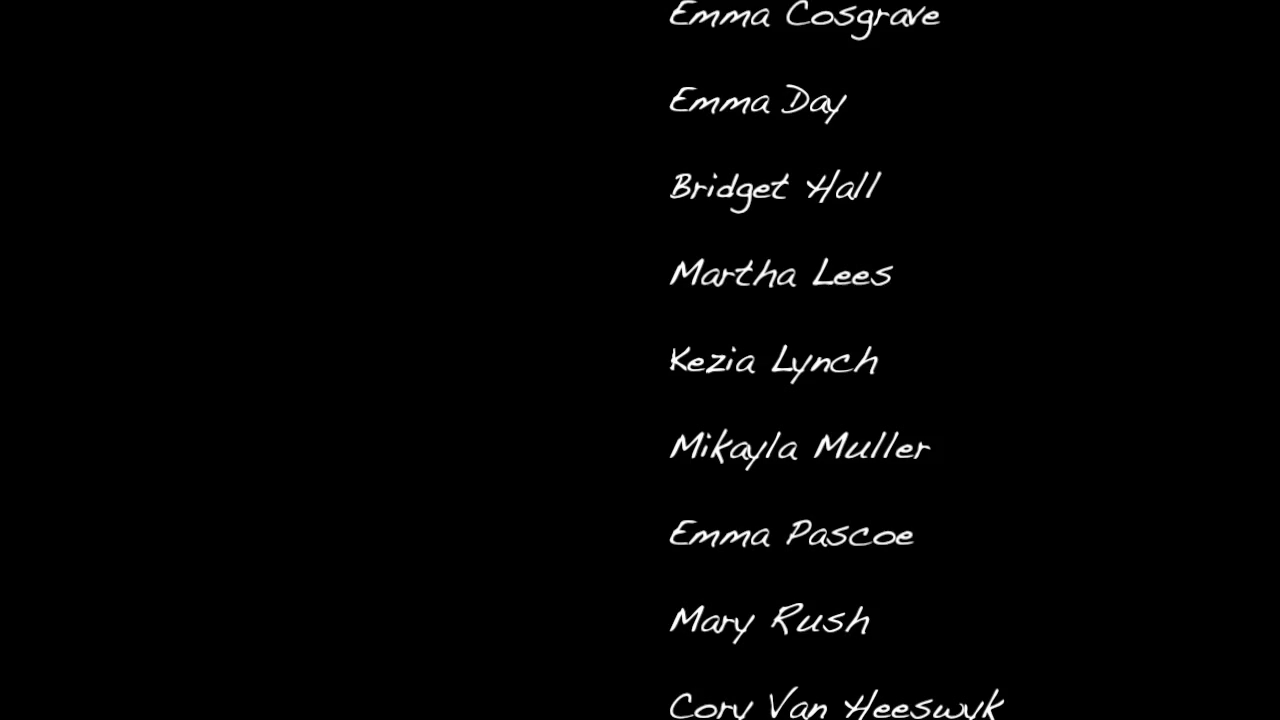 Emma Cosgrave
Emma Day
Bridget Hall
Martha Lees
Kezia Lynch
Mikayla Muller
Emma Pascoe
Mary Rush
Cory Van Heeswyk